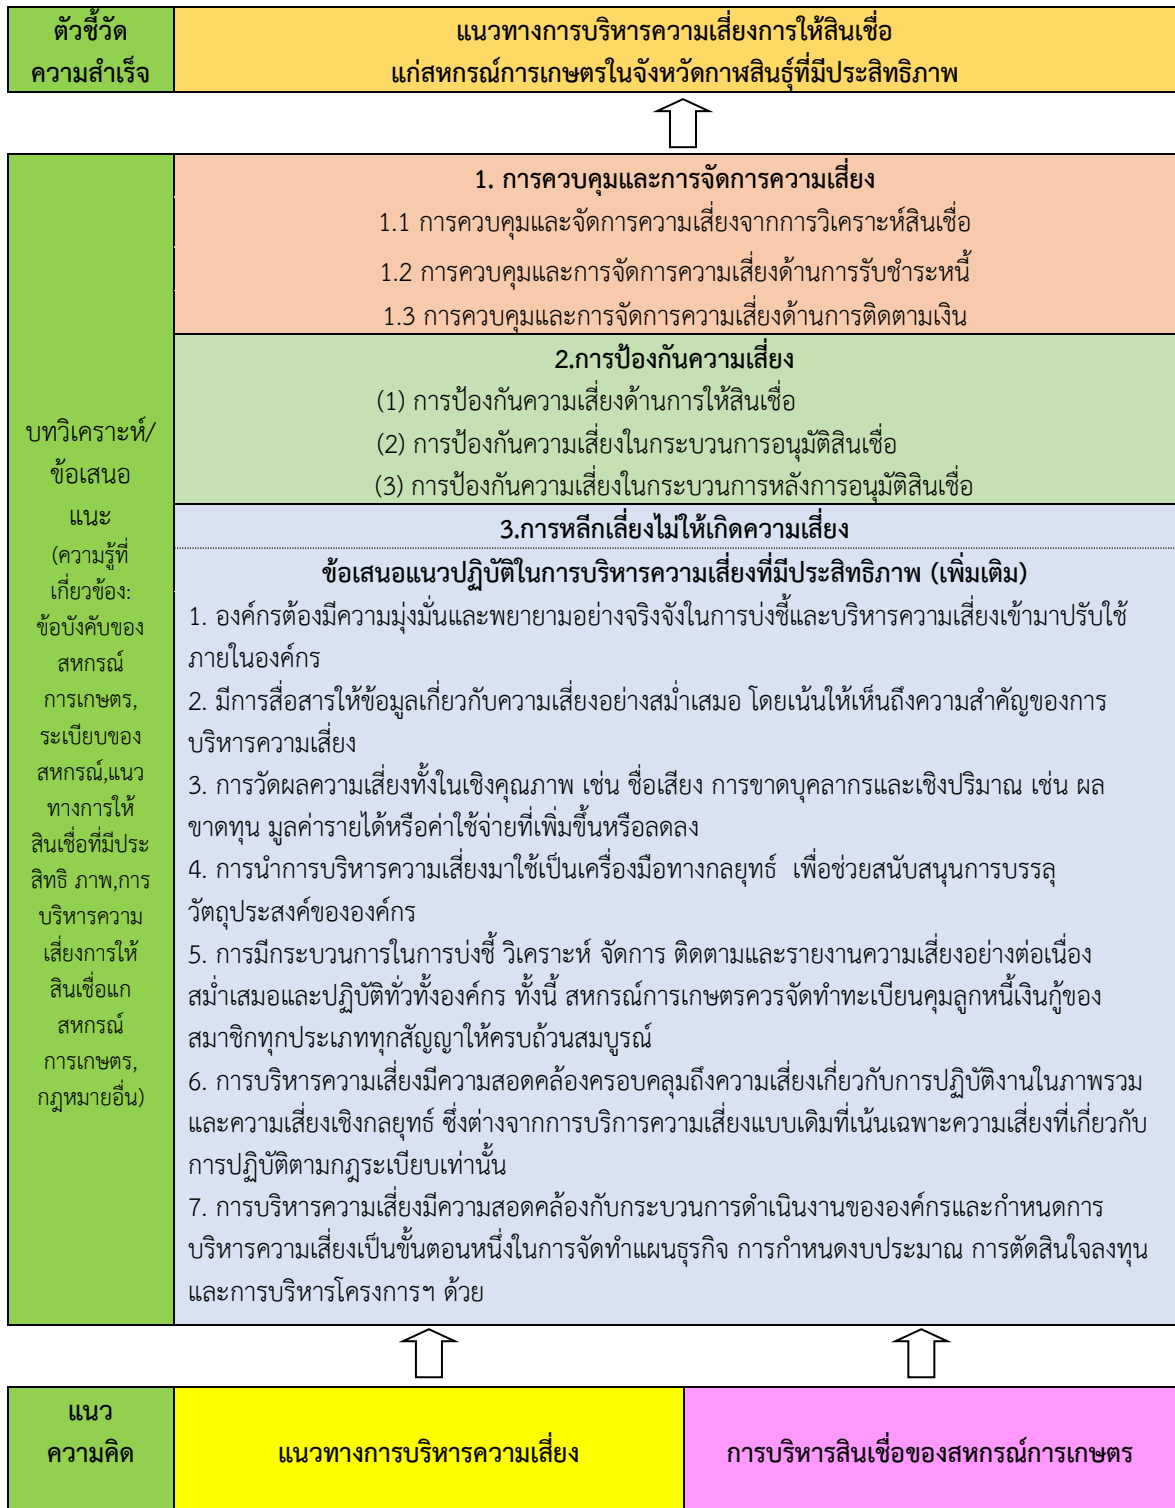 ตัวชี้วัด
ความสำเร็จ
แนวทางการบริหารความเสี่ยงการให้สินเชื่อ
แก่สหกรณ์การเกษตรในจังหวัดกาฬสินธุ์ที่มีประสิทธิภาพ
บทวิเคราะห์/
ข้อเสนอ
แนะ
(ความรู้ที่
เกี่ยวข้อง:
ข้อบังคับของ
สหกรณ์
การเกษตร,
ระเบียบของ
สหกรณ์,แนว
ทางการให้
สินเชื่อที่มีประ
สิทธิ ภาพ,การ
บริหารความ
เสี่ยงการให้
สินเชื่อแก
สหกรณ์
การเกษตร,
กฎหมายอื่น)
1. การควบคุมและการจัดการความเสี่ยง
1.1 การควบคุมและจัดการความเสี่ยงจากการวิเคราะห์สินเชื่อ
1.2 การควบคุมและการจัดการความเสี่ยงด้านการรับชำระหนี้
1.3 การควบคุมและการจัดการความเสี่ยงด้านการติดตามเงิน
2.การป้องกันความเสี่ยง
(1) การป้องกันความเสี่ยงด้านการให้สินเชื่อ
(2) การป้องกันความเสี่ยงในกระบวนการอนุมัติสินเชื่อ
(3) การป้องกันความเสี่ยงในกระบวนการหลังการอนุมัติสินเชื่อ
3.การหลีกเลี่ยงไม่ให้เกิดความเสี่ยง
ข้อเสนอแนวปฏิบัติในการบริหารความเสี่ยงที่มีประสิทธิภาพ (เพิ่มเติม)
1. องค์กรต้องมีความมุ่งมั่นและพยายามอย่างจริงจังในการบ่งชี้และบริหารความเสี่ยงเข้ามาปรับใช้
ภายในองค์กร
2. มีการสื่อสารให้ข้อมูลเกี่ยวกับความเสี่ยงอย่างสม่ำเสมอ โดยเน้นให้เห็นถึงความสำคัญของการ
บริหารความเสี่ยง
3. การวัดผลความเสี่ยงทั้งในเชิงคุณภาพ เช่น ชื่อเสียง การขาดบุคลากรและเชิงปริมาณ เช่น ผล
ขาดทุน มูลค่ารายได้หรือค่าใช้จ่ายที่เพิ่มขึ้นหรือลดลง
4. การนำการบริหารความเสี่ยงมาใช้เป็นเครื่องมือทางกลยุทธ์  เพื่อช่วยสนับสนุนการบรรลุ
วัตถุประสงค์ขององค์กร
5. การมีกระบวนการในการบ่งชี้ วิเคราะห์ จัดการ ติดตามและรายงานความเสี่ยงอย่างต่อเนื่อง
สม่ำเสมอและปฏิบัติทั่วทั้งองค์กร ทั้งนี้ สหกรณ์การเกษตรควรจัดทำทะเบียนคุมลูกหนี้เงินกู้ของ
สมาชิกทุกประเภททุกสัญญาให้ครบถ้วนสมบูรณ์
6. การบริหารความเสี่ยงมีความสอดคล้องครอบคลุมถึงความเสี่ยงเกี่ยวกับการปฏิบัติงานในภาพรวม
และความเสี่ยงเชิงกลยุทธ์ ซึ่งต่างจากการบริการความเสี่ยงแบบเดิมที่เน้นเฉพาะความเสี่ยงที่เกี่ยวกับ
การปฏิบัติตามกฎระเบียบเท่านั้น
7. การบริหารความเสี่ยงมีความสอดคล้องกับกระบวนการดำเนินงานขององค์กรและกำหนดการ
บริหารความเสี่ยงเป็นขั้นตอนหนึ่งในการจัดทำแผนธุรกิจ การกำหนดงบประมาณ การตัดสินใจลงทุน
และการบริหารโครงการฯ ด้วย
แนว
ความคิด
แนวทางการบริหารความเสี่ยง
การบริหารสินเชื่อของสหกรณ์การเกษตร